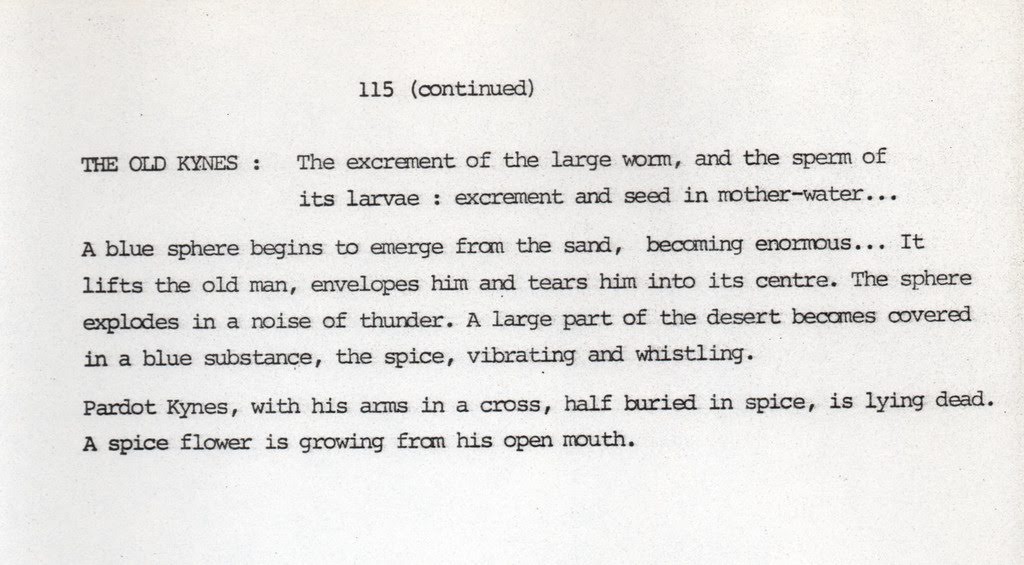 115 (continued)
THE OLD KYNES : The excrement of the large worm, and the sperm of
its larvae : excrement and seed in mother-water...
A blue sphere begins to emerge from the sand, becoming enormous... It
lifts the old man, envelopes him and tears him into its centre. The sphere
explodes in a noise of thunder. A large part of the desert becomes covered
in a blue substance, the spice, vibrating and whistling.
Pardot Kynes, with his arms in a cross, half buried in spice, is lying dead.
A spice flower is growing from his open mouth.